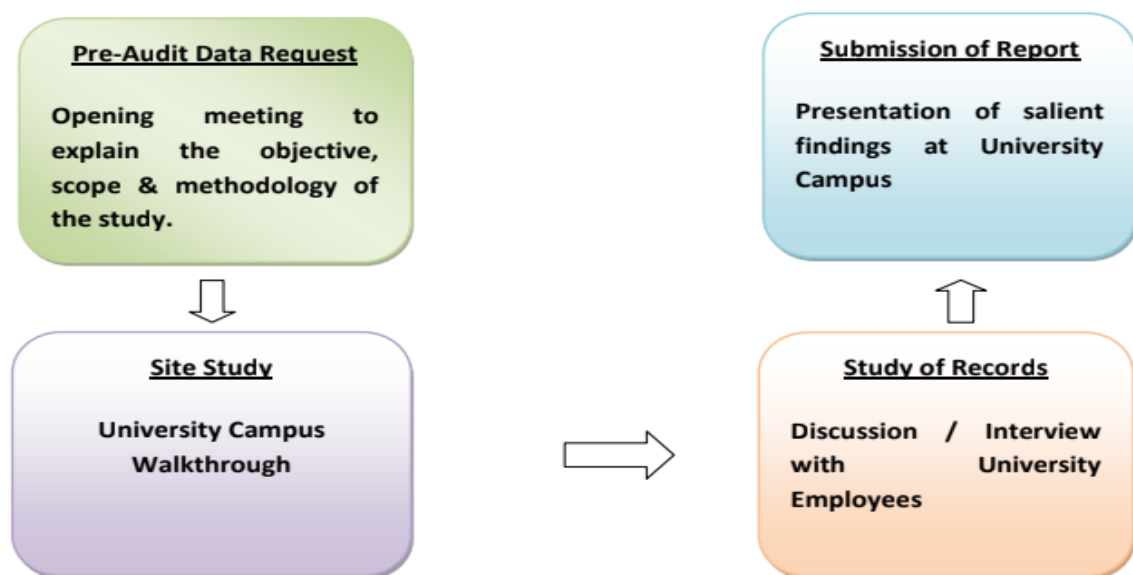 Pre-Audit Data Request
Opening meeting to
explain the objective,
scope & methodology of
the study.
Site Study
University Campus
Walkthrough
Study of Records
Discussion / Interview
with University
Empoyees
Submission of Report
Presentation of salient
findings at University
Campus